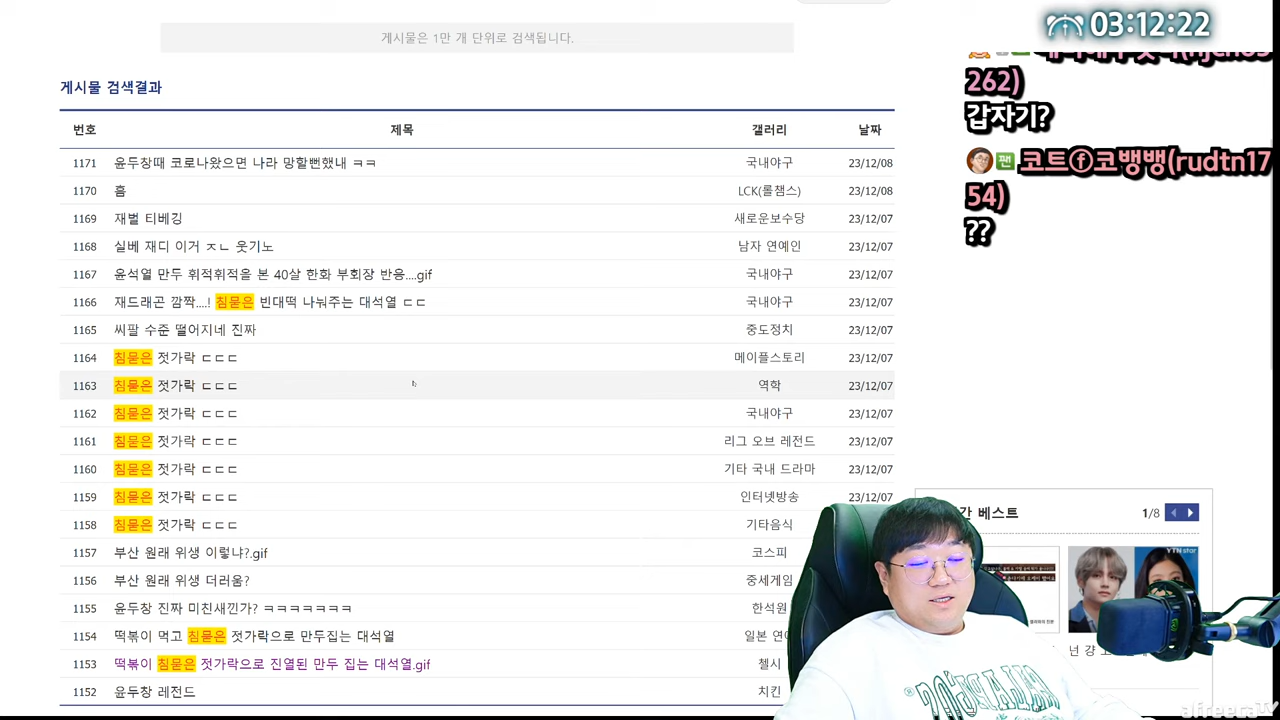 03:12:22
게시물은 1만 개 단위로 검색됩니다.
262)
갑자기?
짼 코트ⓕ코뱅뱅(rudtn17
54)
??
게시물 검색결과
번호 제목 갤러리 날짜
1171 윤두창때 코로나왔으면 나라 망할뻔했내 ㅋㅋ 국내야구 23/12/08
1170 흠 LCK(롤챔스) 23/12/08
1169 재벌 티베깅 새로운보수당 23/12/07
1168 실베 재디 이거 ㅈㄴ 웃기노 남자 연예인 23/12/07
1167 윤석열 만두 휘적휘적을 본 40살 한화 부회장 반응....gif 국내야구 23/12/07
1166 재드래곤 깜짝....! 침묻은 빈대떡 나눠주는 대석열 ㄷㄷ 국내야구 23/12/07
1165 씨팔 수준 떨어지네 진짜 중도정치 23/12/07
1164 침묻은 젓가락 ㄷㄷㄷ 메이플스토리 23/12/07
1163 침묻은 젓가락 ㄷㄷㄷ 역학 23/12/07
1162 침묻은 젓가락 ㄷㄷㄷ 국내야구 23/12/07
1161 침묻은 젓가락 ㄷㄷㄷ 리그 오브 레전드 23/12/07
1160 침묻은 젓가락 ㄷㄷㄷ 기타 국내 드라마 23/12/07
1159 침묻은 젓가락 ㄷㄷㄷ 인터넷방송 23/12/07
1158 침묻은 젓가락 ㄷㄷㄷ 기타음식
1157 부산 원래 위생 이렇냐?.gif 코스피
1156 부산 원래 위생 더러움? 중세게임
1155 윤두창 진짜 미친새낀가? ㅋㅋㅋㅋㅋㅋㅋ 한석원
1154 떡볶이 먹고 침묻은 젓가락으로 만두집는 대석열 일본
1153 떡볶이 침묻은 젓가락으로 진열된 만두 집는 대석열.gif 첼시
1152 윤두창 레전드 치킨
간 베스트 1/8
YTN star
afreecaTV